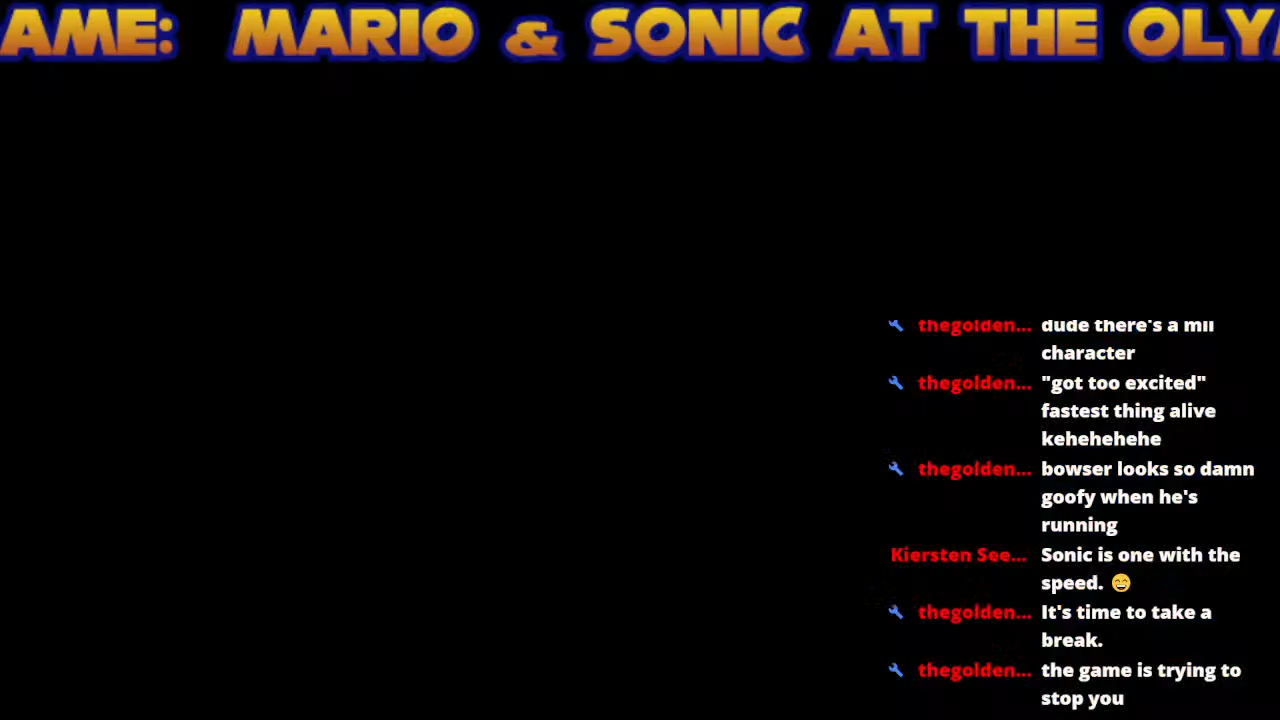 AME: MARIO & SONIC AT THE OLY
thegolden... dude there's a mii
character
thegolden... "got too excited"
fastest thing alive
kehehehehe
thegolden... bowser looks so damn
goofy when he's
running
Kiersten See... Sonic is one with the
speed. 😄
thegolden... It's time to take a
break.
thegolden... the game is trying to
stop you